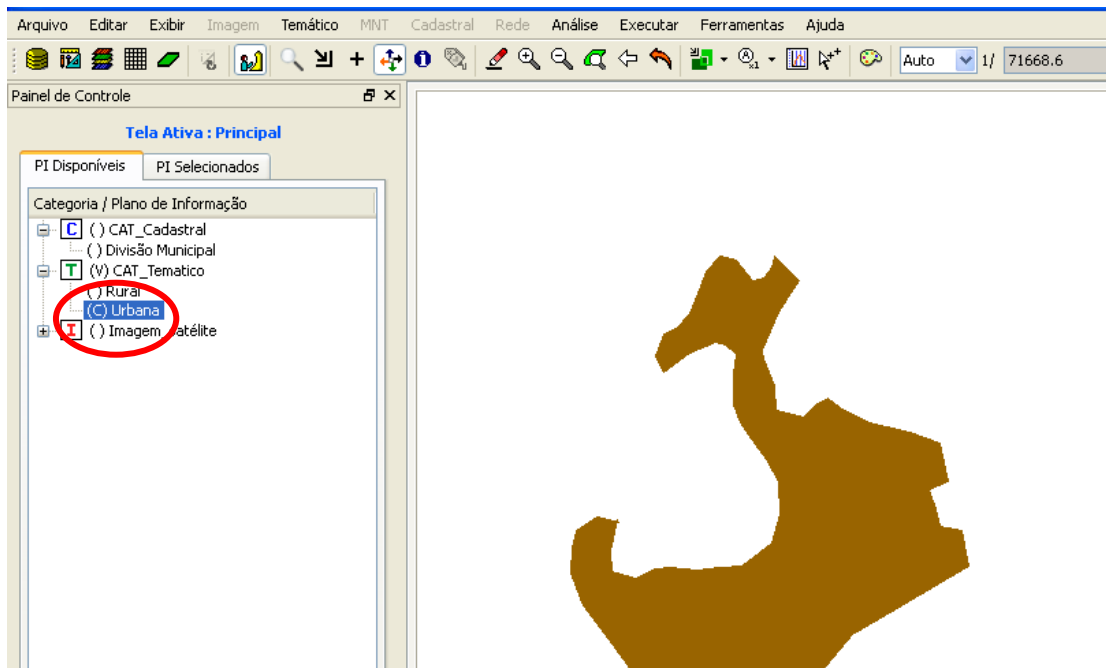 Arquivo Editar Exibir Imagem Temático MNT Cadastral Rede Análise Executar Ferramentas Ajuda
x1 Auto 1/ 71668.6
Painel de Controle
Tela Ativa : Principal
PI Disponíveis PI Selecionados
Categoria / Plano de Informação
C ( ) CAT_Cadastral
( ) Divisão Municipal
T (V) CAT_Tematico
( ) Rural
(C) Urbana
I ( ) Imagem